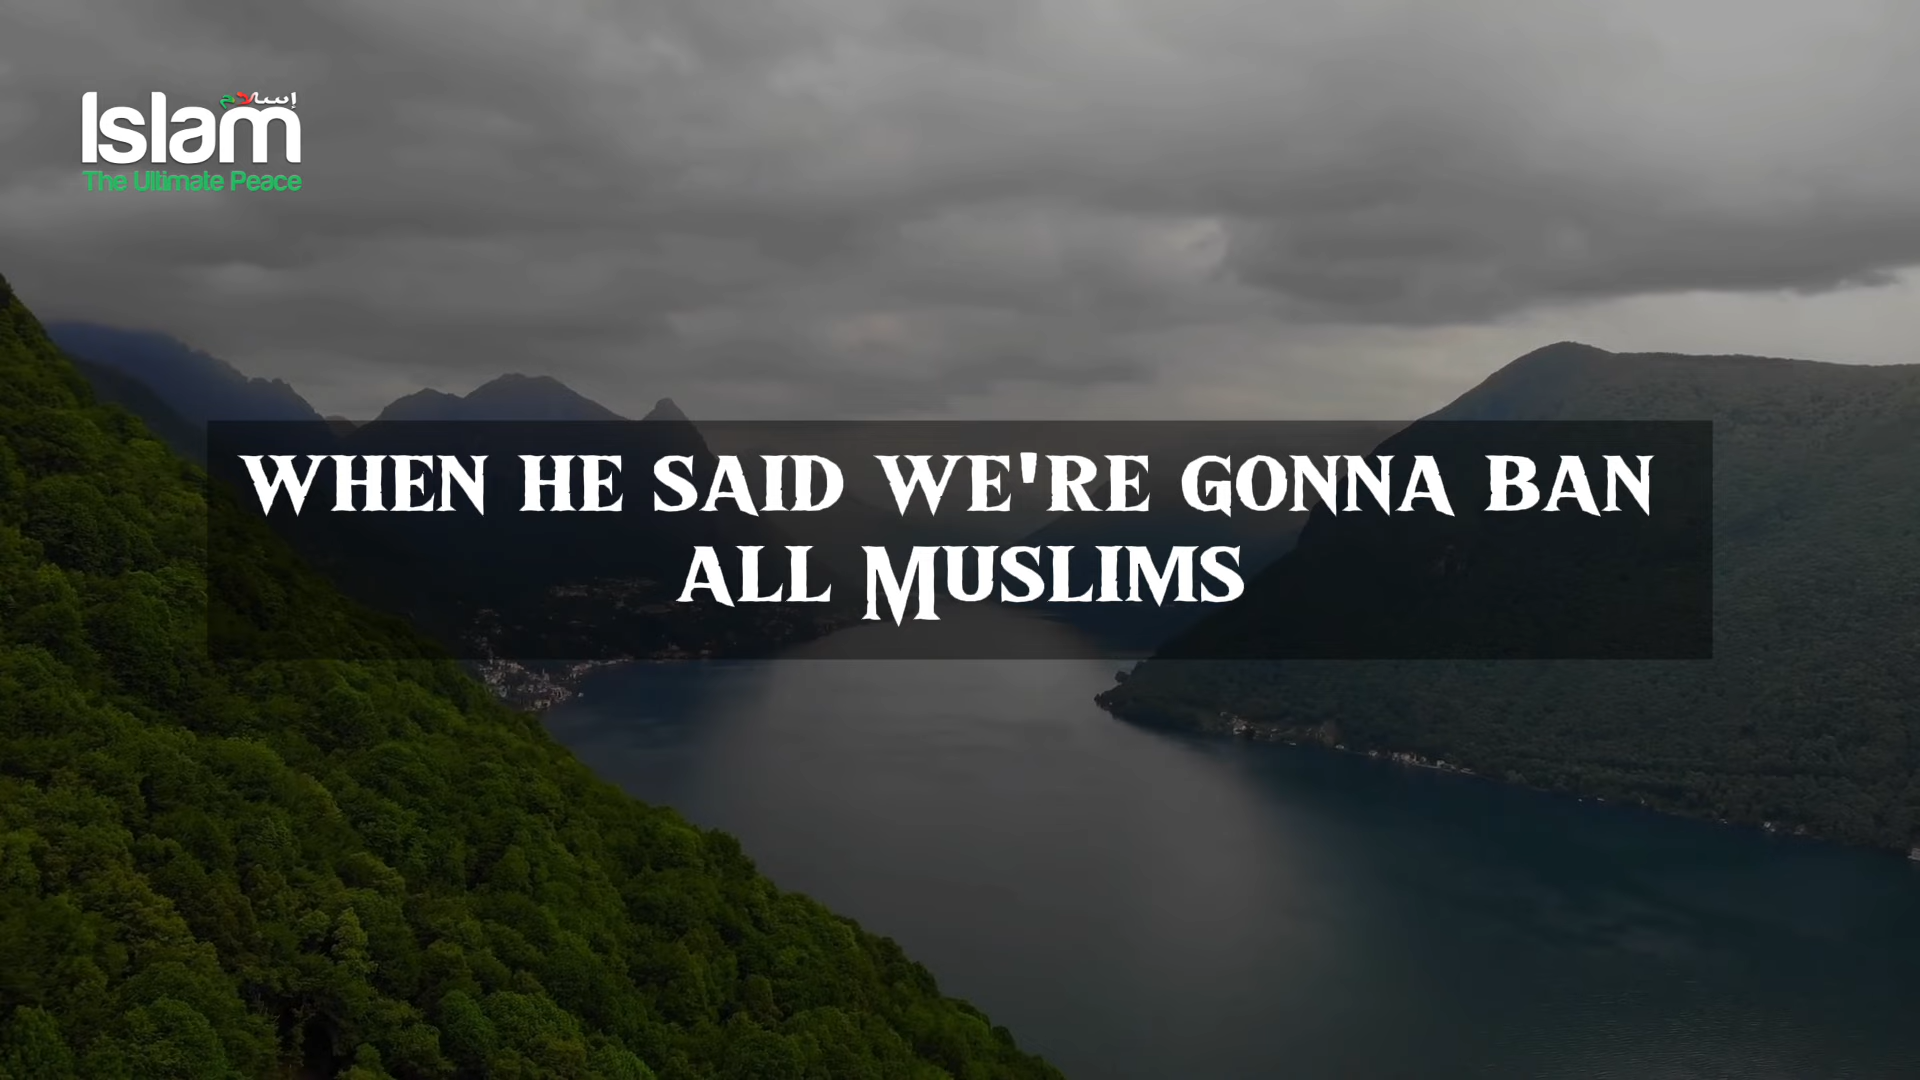 إسلام
Islam
The Ultimate Peace
WHEN HE SAID WE'RE GONNA BAN
ALL MUSLIMS